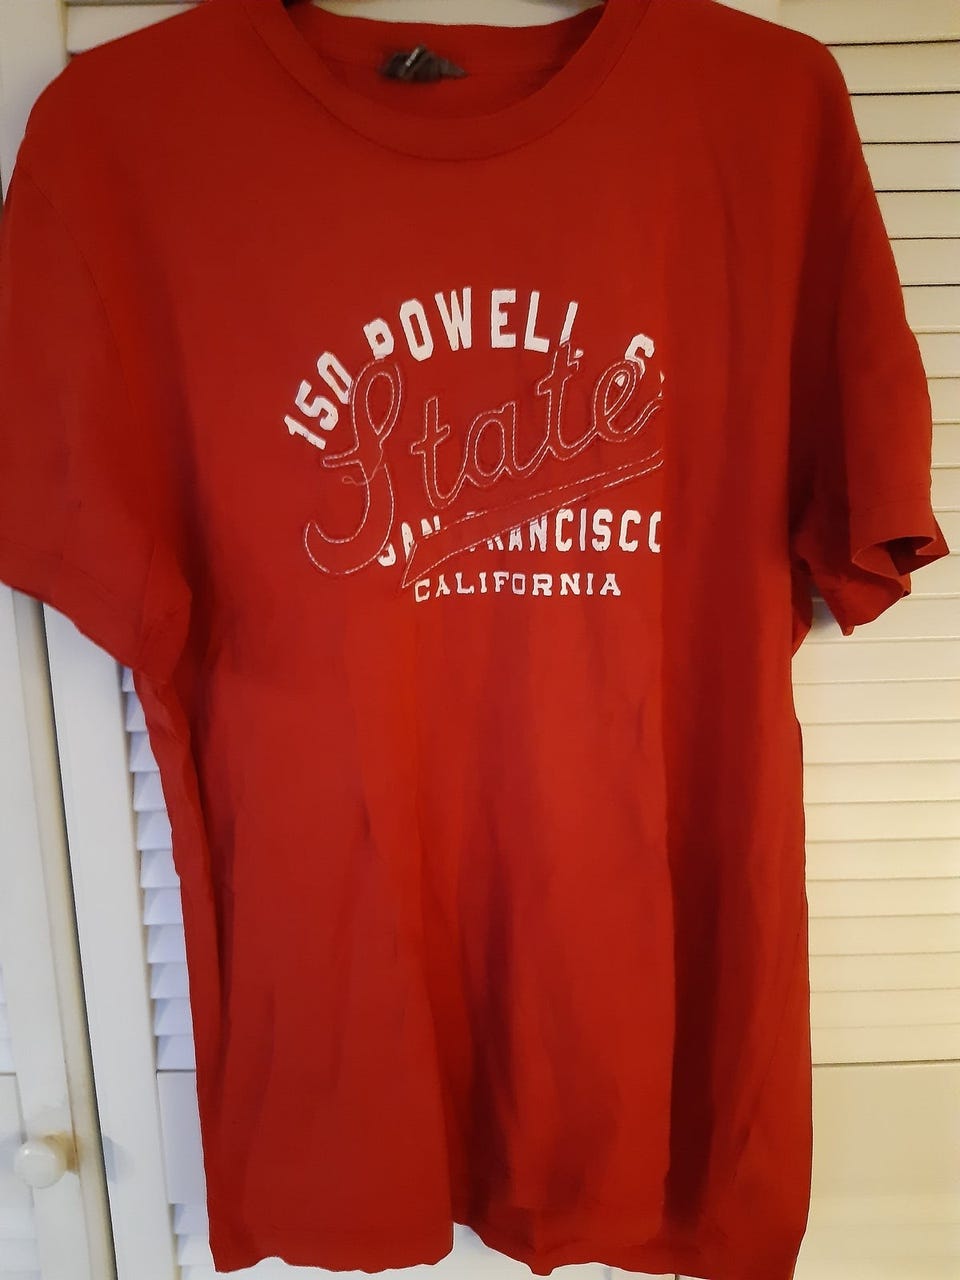 150 POWELL S
State
SAN FRANCISCO
CALIFORNIA